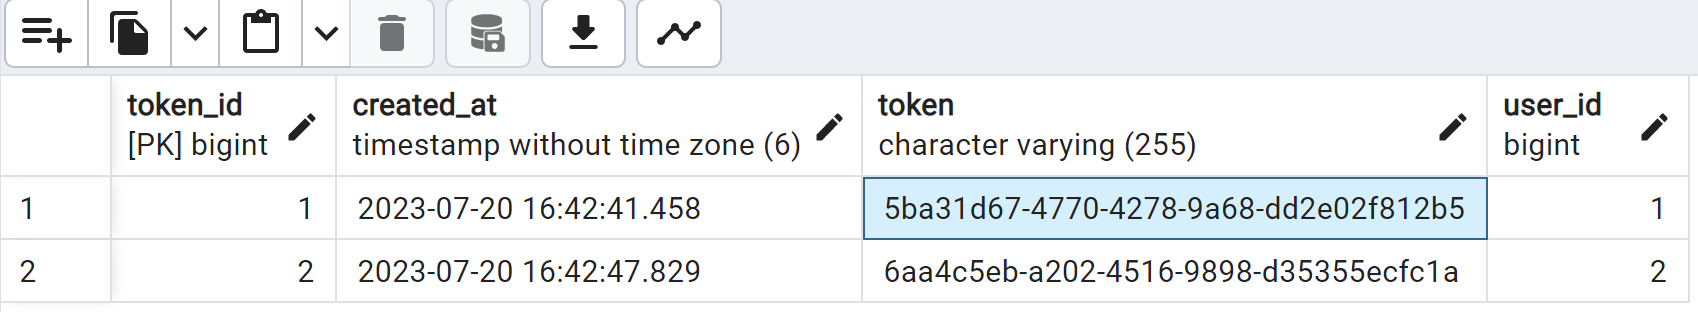 token_id created_at token user_id
[PK] bigint timestamp without time zone (6) character varying (255) bigint
1 1 2023-07-20 16:42:41.458 5ba31d67-4770-4278-9a68-dd2e02f812b5 1
2 2 2023-07-20 16:42:47.829 6aa4c5eb-a202-4516-9898-d35355ecfc1a 2